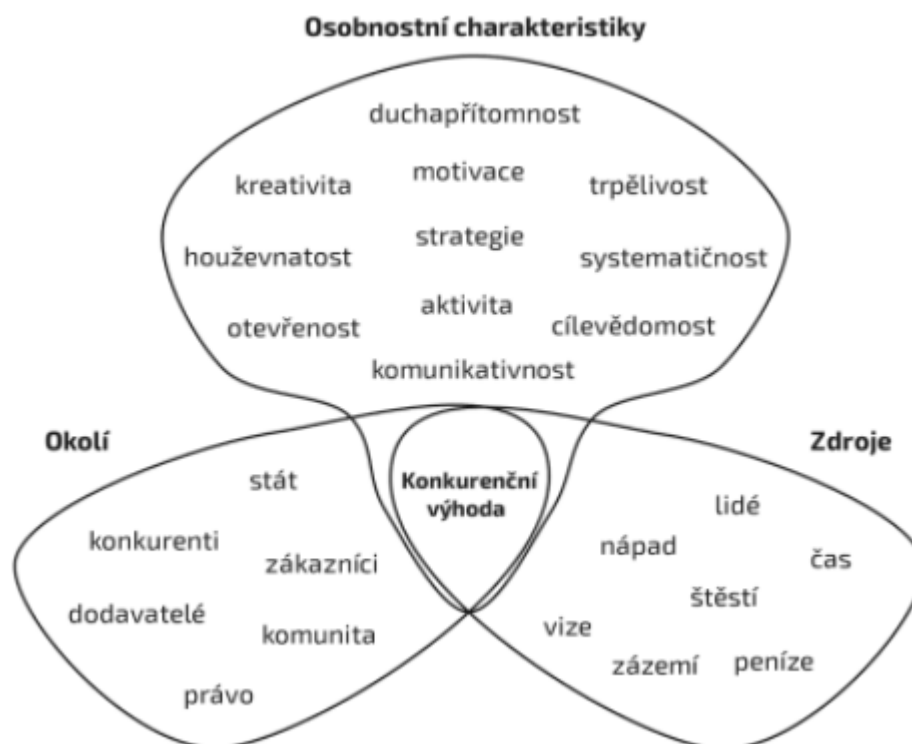 Osobnostní charakteristiky
duchapřítomnost
motivace
kreativita
trpělivost
strategie
houževnatost
systematičnost
aktivita
otevřenost
cílevědomost
komunikativnost
Okolí
stát
konkurenti
zákazníci
dodavatelé
komunita
právo
Konkurenční
výhoda
Zdroje
lidé
nápad
čas
štěstí
vize
zázemí
peníze